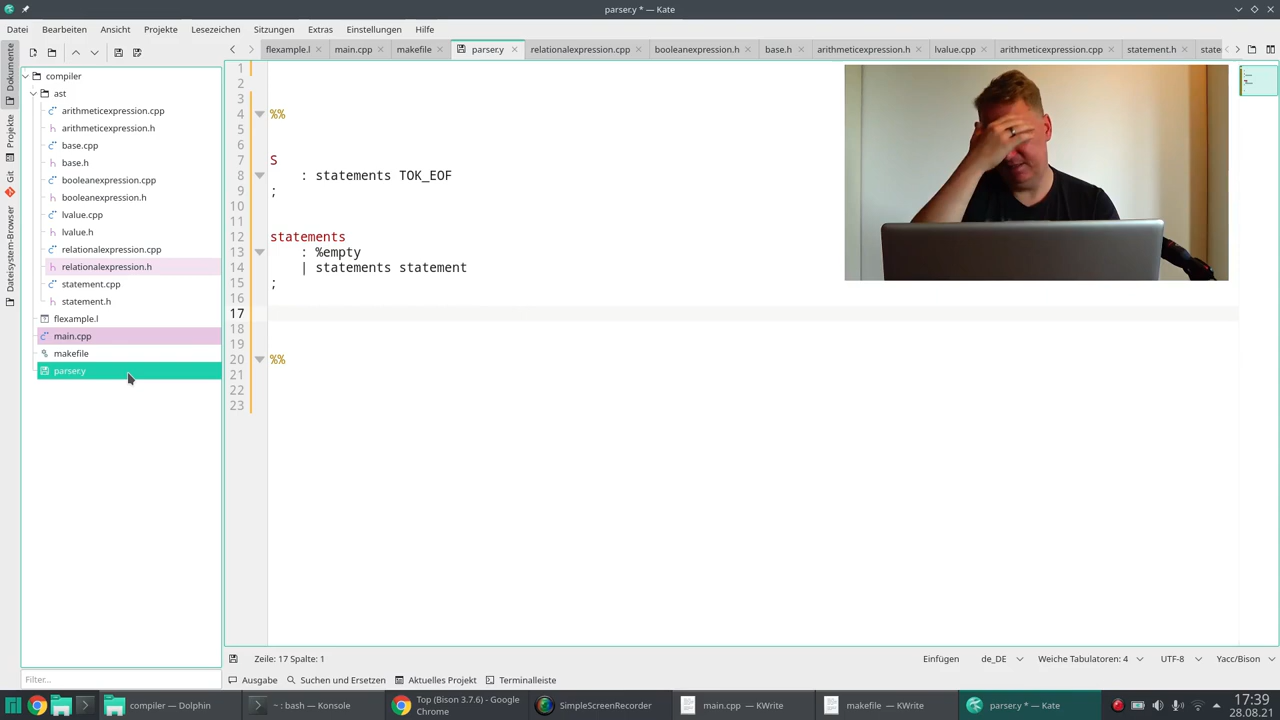 parser.y * — Kate
Datei Bearbeiten Ansicht Projekte Lesezeichen Sitzungen Extras Einstellungen Hilfe
flexample.l main.cpp makefile parser.y relationalexpression.cpp booleanexpression.h base.h arithmeticexpression.h lvalue.cpp arithmeticexpression.cpp statement.h state
Dokumente
Projekte
Git
Dateisystem-Browser
compiler
ast
arithmeticexpression.cpp
arithmeticexpression.h
base.cpp
base.h
booleanexpression.cpp
booleanexpression.h
lvalue.cpp
lvalue.h
relationalexpression.cpp
relationalexpression.h
statement.cpp
statement.h
flexample.l
main.cpp
makefile
parser.y
Filter...
1
2
3
4 %%
5
6
7 S
8 : statements TOK_EOF
9 ;
10
11
12 statements
13 : %empty
14 | statements statement
15 ;
16
17
18
19
20 %%
21
22
23
Zeile: 17 Spalte: 1 Einfügen de_DE Weiche Tabulatoren: 4 UTF-8 Yacc/Bison
Ausgabe Suchen und Ersetzen Aktuelles Projekt Terminalleiste
compiler — Dolphin ~ : bash — Konsole Top (Bison 3.7.6) - Google Chrome SimpleScreenRecorder main.cpp — KWrite makefile — KWrite parser.y * — Kate
17:39
28.08.21